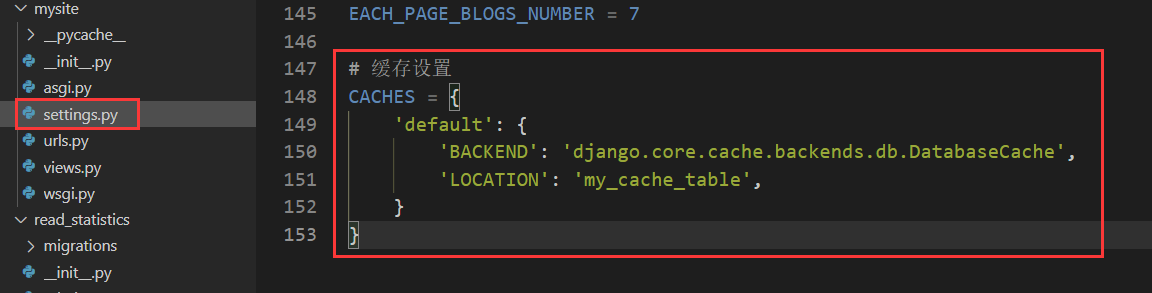 mysite
__pycache__
__init__.py
asgi.py
settings.py
urls.py
views.py
wsgi.py
read_statistics
migrations
__init__.py
145 EACH_PAGE_BLOGS_NUMBER = 7
146
147 # 缓存设置
148 CACHES = {
149     'default': {
150         'BACKEND': 'django.core.cache.backends.db.DatabaseCache',
151         'LOCATION': 'my_cache_table',
152     }
153 }